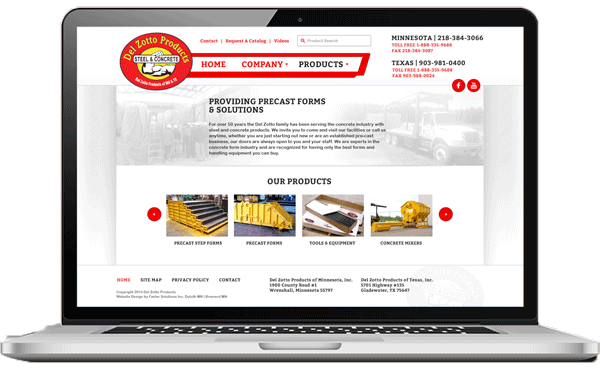 Del Zotto Products
STEEL & CONCRETE
Del Zotto Products of MN & TX
Contact | Request A Catalog | Videos
Product Search
MINNESOTA | 218-384-3066
TOLL FREE 1-888-335-9688
FAX 218-384-3087
TEXAS | 903-981-0400
TOLL FREE 1-888-335-9688
FAX 903-988-0024
HOME COMPANY PRODUCTS
PROVIDING PRECAST FORMS
& SOLUTIONS
For over 50 years the Del Zotto family has been serving the concrete industry with
steel and concrete products. We invite you to come and visit our facilities or call us
anytime, whether you are just starting out new or are an established pre-cast
business, our doors are always open to you and your staff. We are experts in the
concrete form industry and are recognized for having only the best forms and
handling equipment you can buy.
OUR PRODUCTS
PRECAST STEP FORMS
PRECAST FORMS
TOOLS & EQUIPMENT
CONCRETE MIXERS
HOME SITE MAP PRIVACY POLICY CONTACT
Copyright 2014 Del Zotto Products
Website Design by Faster Solutions Inc. Duluth MN | Brainerd MN
Del Zotto Products of Minnesota, Inc.
1900 County Road #1
Wrenshall, Minnesota 55797
Del Zotto Products of Texas, Inc.
5701 Highway #135
Gladewater, TX 75647